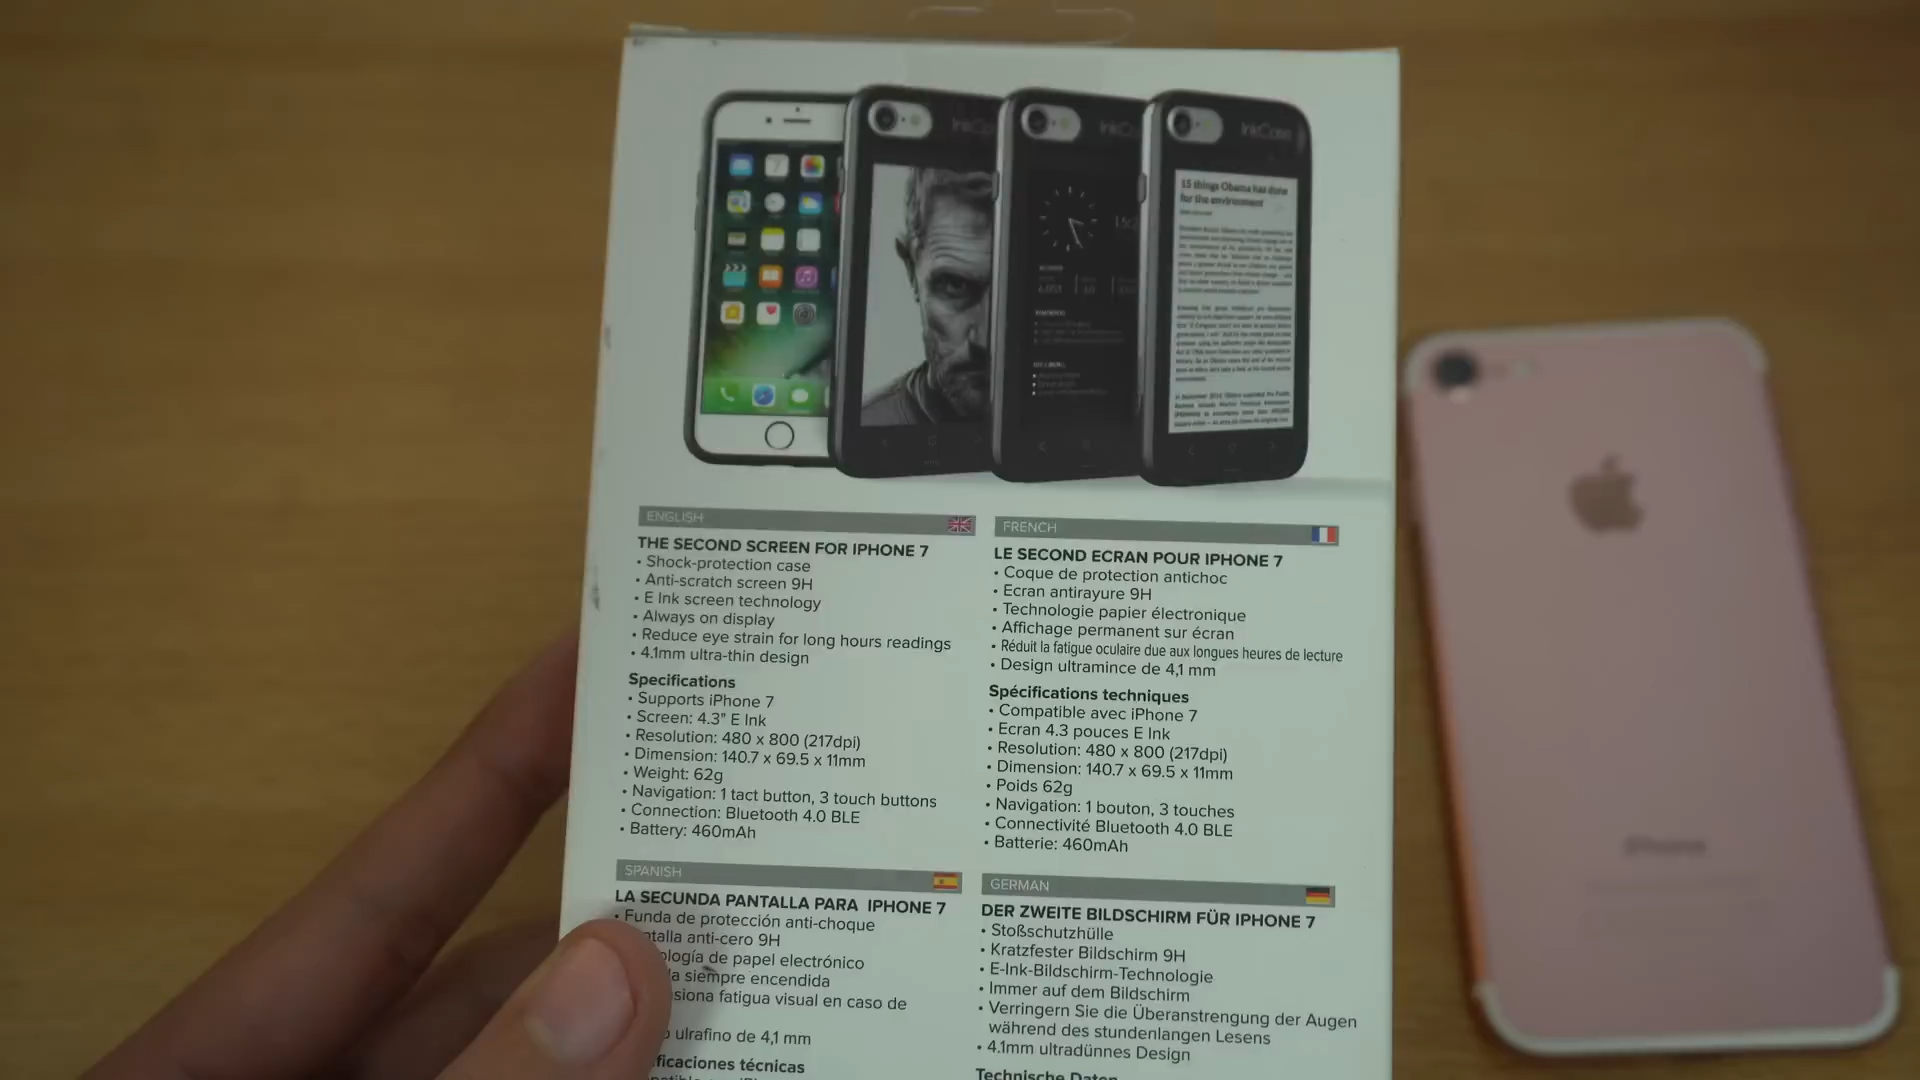 InkCase
15 things Obama has done
for the environment
ENGLISH
THE SECOND SCREEN FOR IPHONE 7
• Shock-protection case
• Anti-scratch screen 9H
• E Ink screen technology
• Always on display
• Reduce eye strain for long hours readings
• 4.1mm ultra-thin design
Specifications
• Supports iPhone 7
• Screen: 4.3" E Ink
• Resolution: 480 x 800 (217dpi)
• Dimension: 140.7 x 69.5 x 11mm
• Weight: 62g
• Navigation: 1 tact button, 3 touch buttons
• Connection: Bluetooth 4.0 BLE
• Battery: 460mAh
FRENCH
LE SECOND ECRAN POUR IPHONE 7
• Coque de protection antichoc
• Ecran antirayure 9H
• Technologie papier électronique
• Affichage permanent sur écran
• Réduit la fatigue oculaire due aux longues heures de lecture
• Design ultramince de 4,1 mm
Spécifications techniques
• Compatible avec iPhone 7
• Ecran 4.3 pouces E Ink
• Resolution: 480 x 800 (217dpi)
• Dimension: 140.7 x 69.5 x 11mm
• Poids 62g
• Navigation: 1 bouton, 3 touches
• Connectivité Bluetooth 4.0 BLE
• Batterie: 460mAh
SPANISH
LA SECUNDA PANTALLA PARA IPHONE 7
• Funda de protección anti-choque
anti-cero 9H
de papel electrónico
siempre encendida
fatigua visual en caso de
ulrafino de 4,1 mm
técnicas
GERMAN
DER ZWEITE BILDSCHIRM FÜR IPHONE 7
• Stoßschutzhülle
• Kratzfester Bildschirm 9H
• E-Ink-Bildschirm-Technologie
• Immer auf dem Bildschirm
• Verringern Sie die Überanstrengung der Augen
während des stundenlangen Lesens
• 4.1mm ultradünnes Design
Technische Daten
iPhone